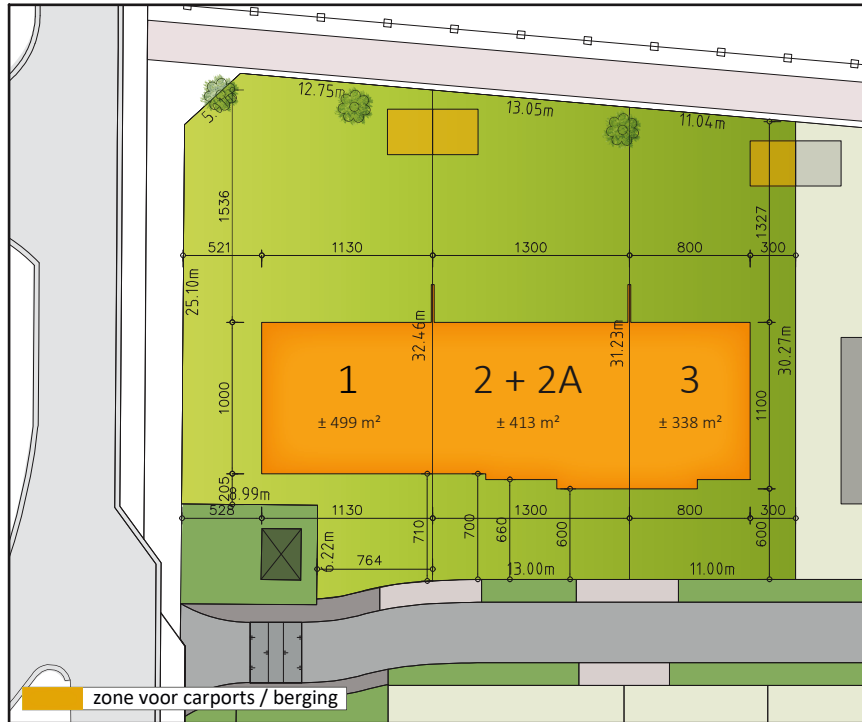 12.75m
13.05m
11.04m
5.01m
1536
1327
521
1130
1300
800
300
25.10m
32.46m
31.23m
30.27m
1
2 + 2A
3
± 499 m²
± 413 m²
± 338 m²
1000
1100
205
8.99m
528
1130
1300
800
300
710
700
660
600
600
6.22m
764
13.00m
11.00m
zone voor carports / berging